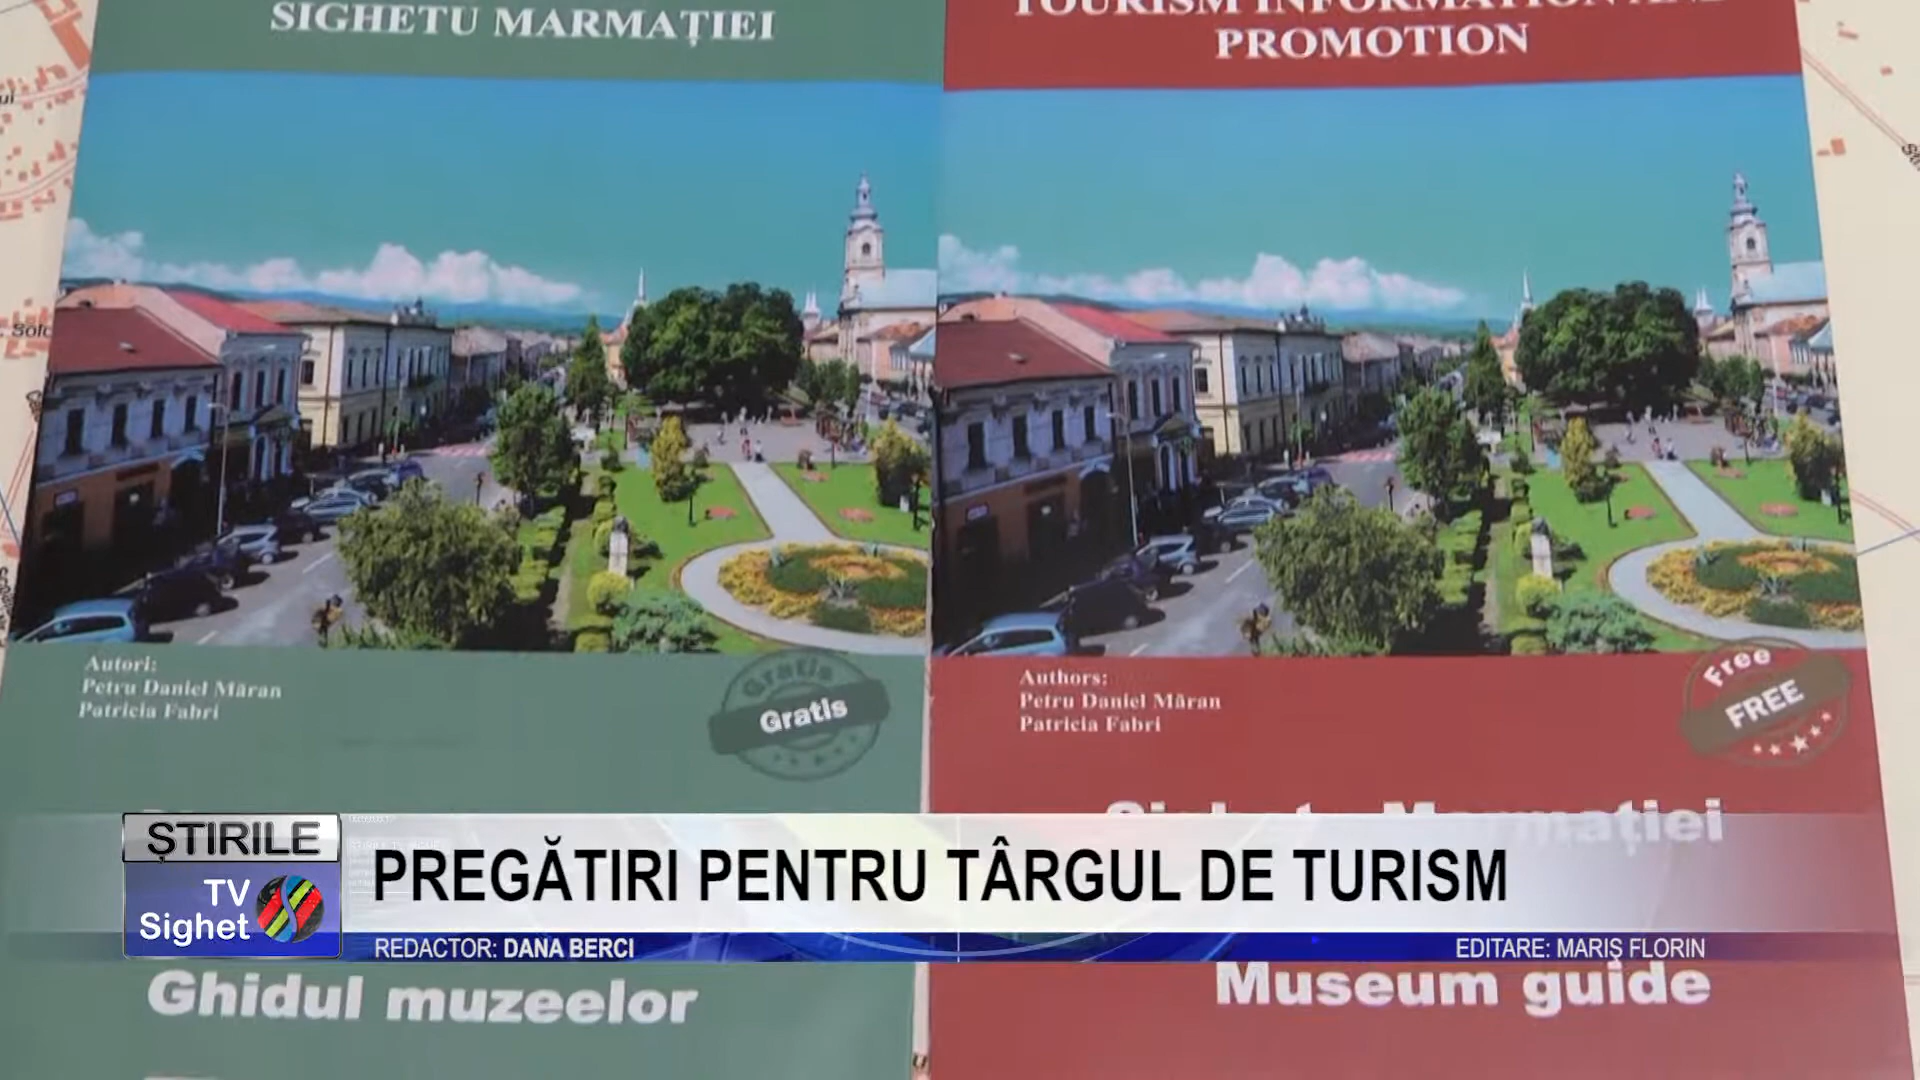 SIGHETU MARMAȚIEI
TOURISM INFORMATION AND
PROMOTION
Autori:
Petru Daniel Măran
Patricia Fabri
Gratis
Gratis
Authors:
Petru Daniel Măran
Patricia Fabri
Free
FREE
Marmației
ȘTIRILE
TV
Sighet
PREGĂTIRI PENTRU TÂRGUL DE TURISM
REDACTOR: DANA BERCI
EDITARE: MARIȘ FLORIN
Ghidul muzeelor
Museum guide